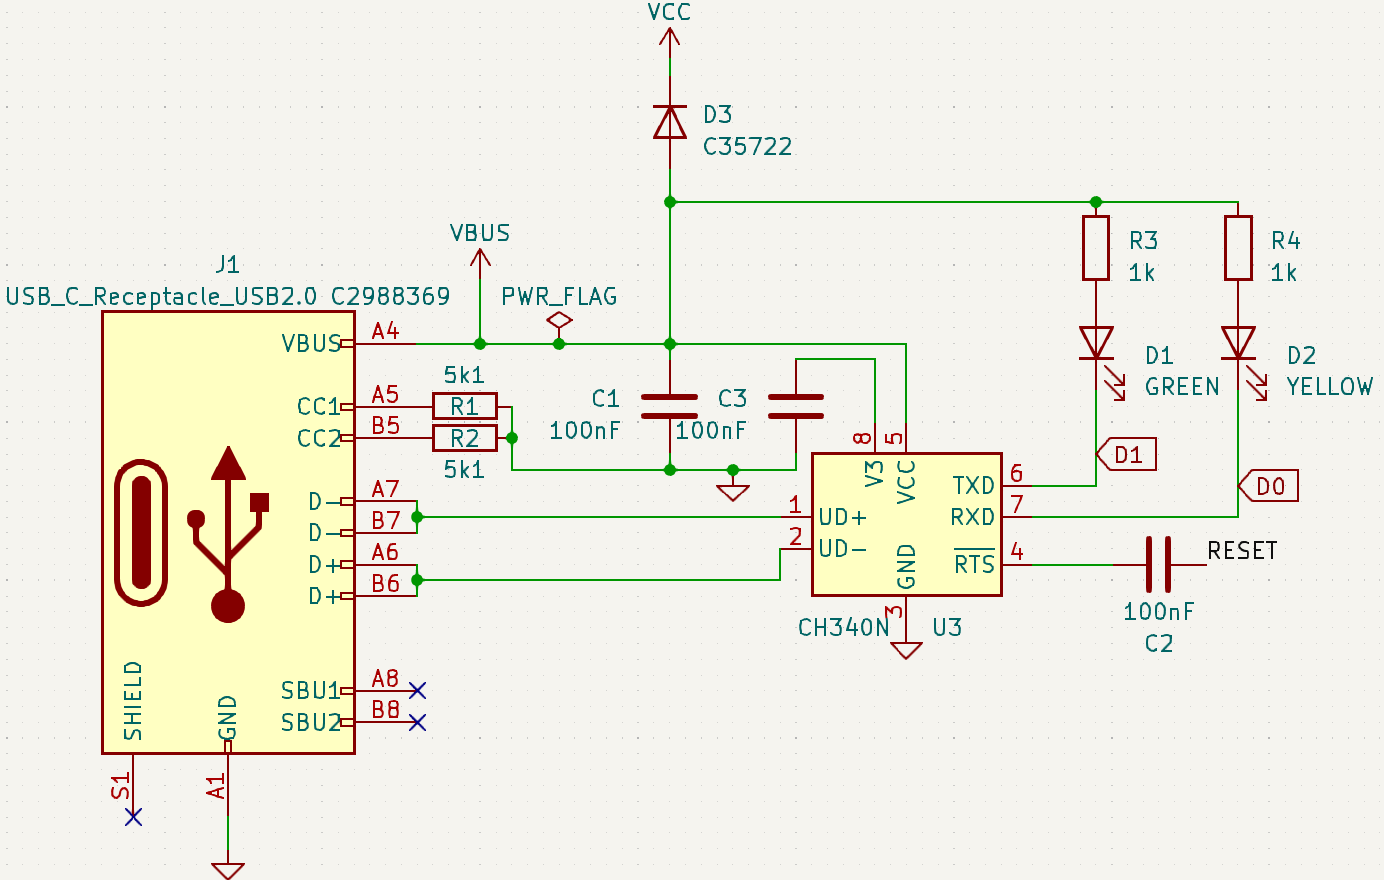 VCC
D3
C35722
VBUS
R3
1k
R4
1k
J1
USB_C_Receptacle_USB2.0 C2988369
PWR_FLAG
VBUS
A4
D1
GREEN
D2
YELLOW
5k1
CC1
A5
R1
C1
100nF
C3
100nF
CC2
B5
R2
5k1
8
5
V3
VCC
D1
D-
A7
TXD
6
D0
1
UD+
RXD
7
D-
B7
2
UD-
D+
A6
GND
RTS
4
RESET
D+
B6
3
100nF
C2
CH340N
U3
SBU1
A8
SBU2
B8
SHIELD
GND
S1
A1